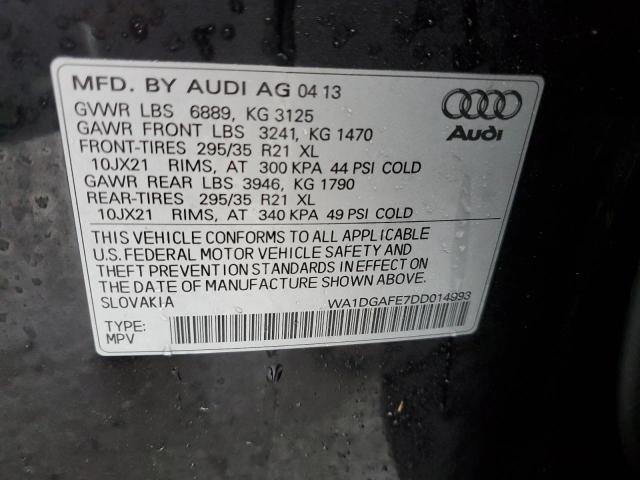 MFD. BY AUDI AG 04 13
GVWR LBS 6889, KG 3125
GAWR FRONT LBS 3241, KG 1470
FRONT-TIRES 295/35 R21 XL
10JX21 RIMS, AT 300 KPA 44 PSI COLD
GAWR REAR LBS 3946, KG 1790
REAR-TIRES 295/35 R21 XL
10JX21 RIMS, AT 340 KPA 49 PSI COLD
Audi
THIS VEHICLE CONFORMS TO ALL APPLICABLE
U.S. FEDERAL MOTOR VEHICLE SAFETY AND
THEFT PREVENTION STANDARDS IN EFFECT ON
THE DATE OF MANUFACTURE SHOWN ABOVE.
SLOVAKIA WA1DGAFE7DD014993
TYPE:
MPV